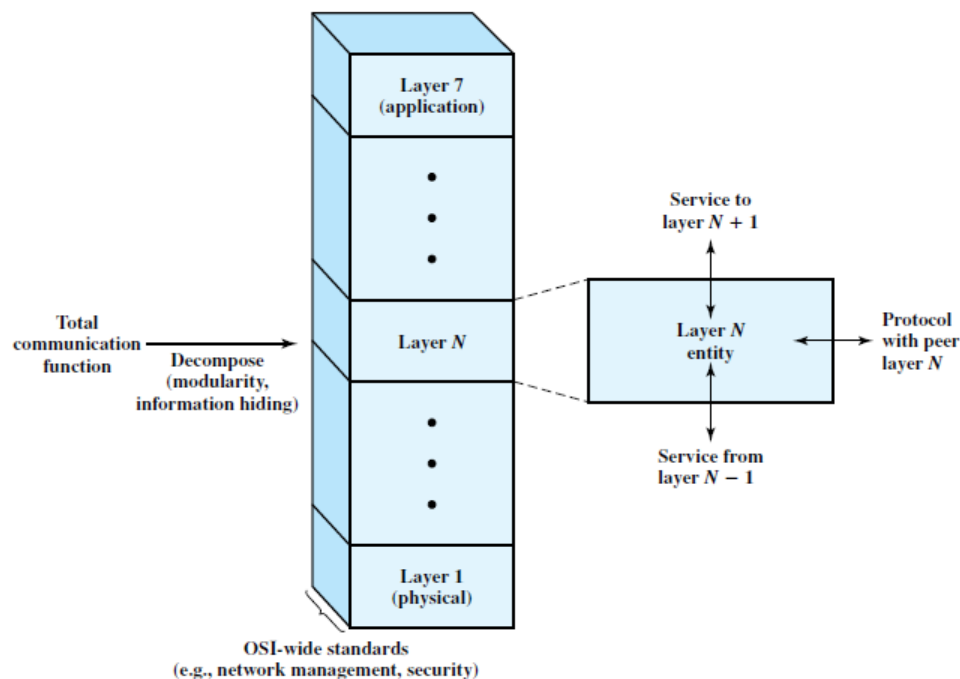 Layer 7
(application)
Service to
layer N + 1
Total
communication
function
Decompose
(modularity,
information hiding)
Layer N
Layer N
entity
Protocol
with peer
layer N
Service from
layer N − 1
Layer 1
(physical)
OSI-wide standards
(e.g., network management, security)